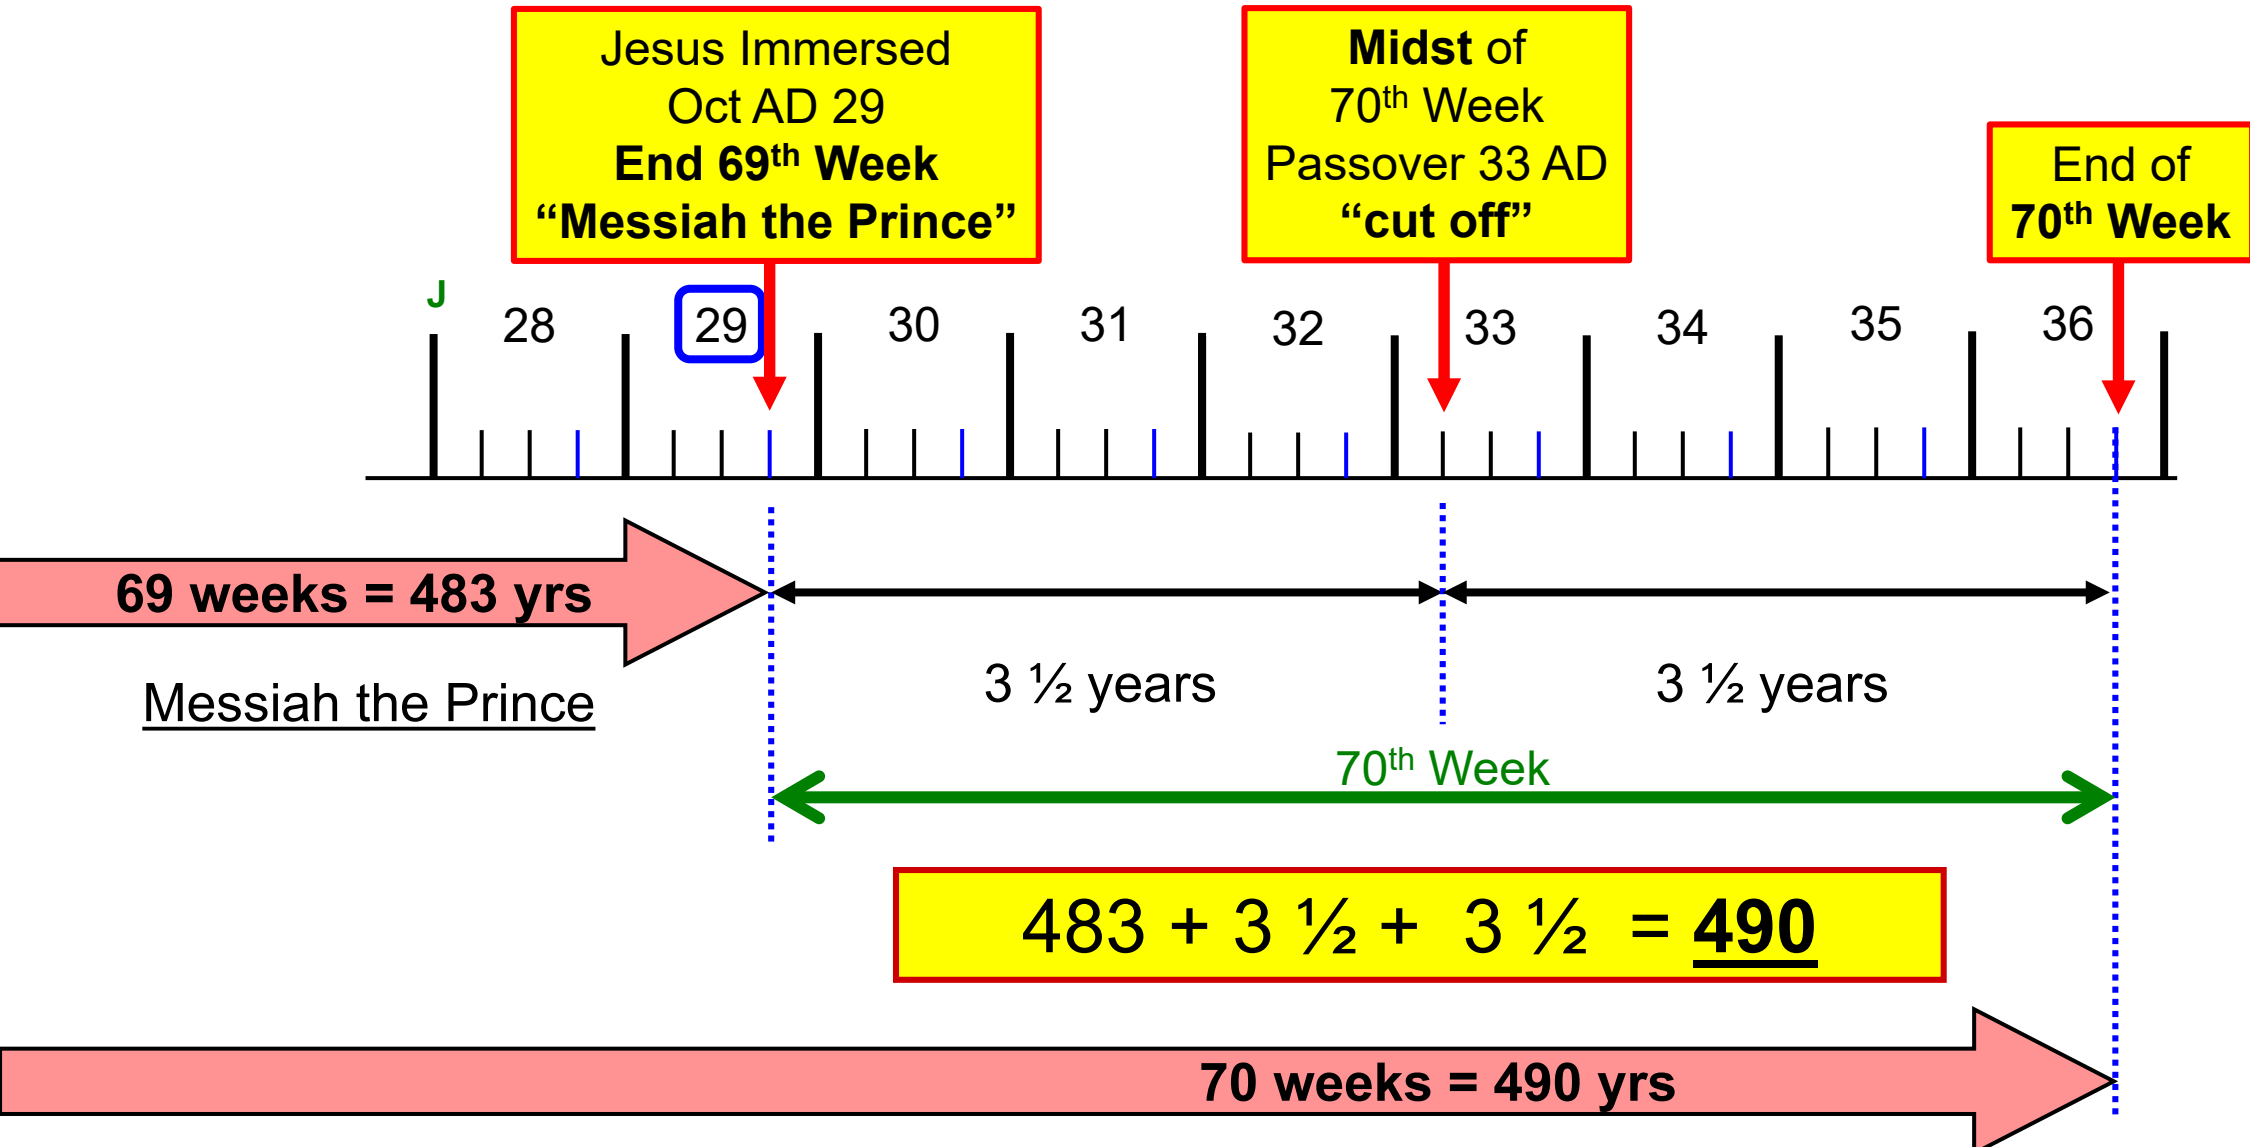 Jesus Immersed
Oct AD 29
End 69th Week
“Messiah the Prince”
Midst of
70th Week
Passover 33 AD
“cut off”
End of
70th Week
J
28 29 30 31 32 33 34 35 36
69 weeks = 483 yrs
Messiah the Prince
3 ½ years 3 ½ years
70th Week
483 + 3 ½ + 3 ½ = 490
70 weeks = 490 yrs